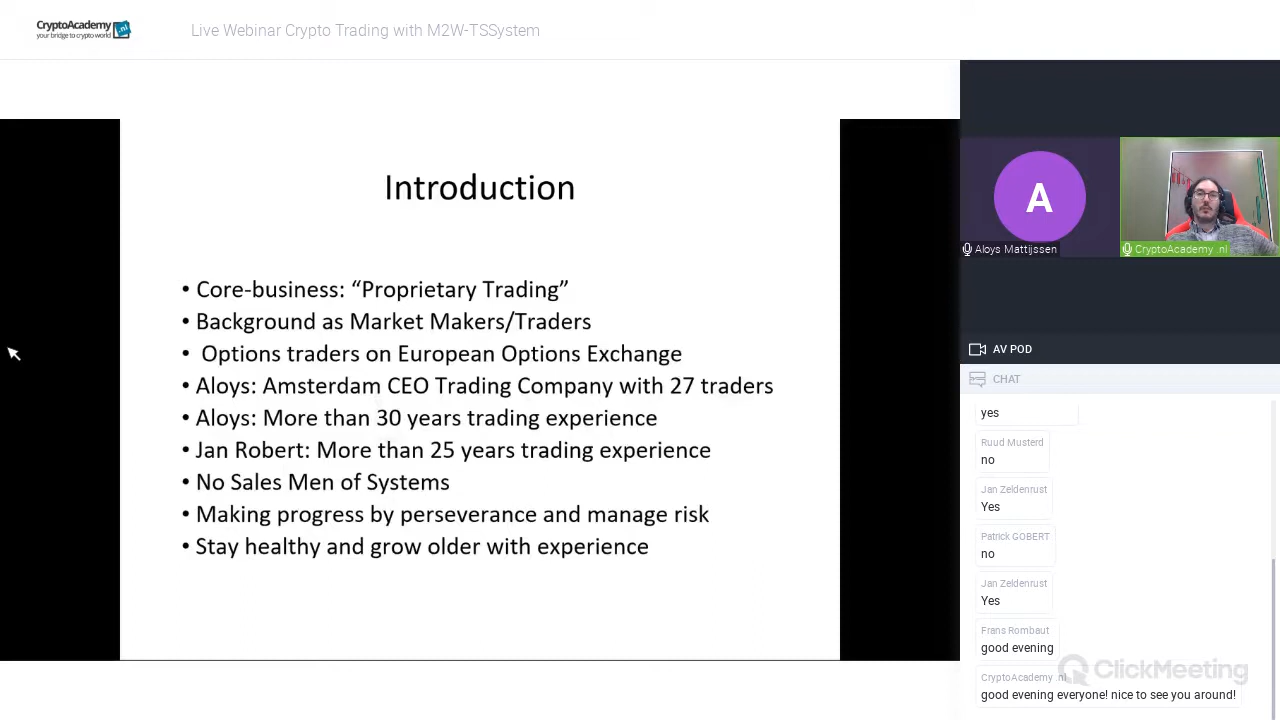 CryptoAcademy .nl
your bridge to crypto world
Live Webinar Crypto Trading with M2W-TSSystem
Introduction
• Core-business: “Proprietary Trading”
• Background as Market Makers/Traders
• Options traders on European Options Exchange
• Aloys: Amsterdam CEO Trading Company with 27 traders
• Aloys: More than 30 years trading experience
• Jan Robert: More than 25 years trading experience
• No Sales Men of Systems
• Making progress by perseverance and manage risk
• Stay healthy and grow older with experience
A
Aloys Mattijssen
CryptoAcademy .nl
AV POD
CHAT
yes
Ruud Musterd
no
Jan Zeldenrust
Yes
Patrick GOBERT
no
Jan Zeldenrust
Yes
Frans Rombaut
good evening
CryptoAcademy .nl
good evening everyone! nice to see you around!
ClickMeeting